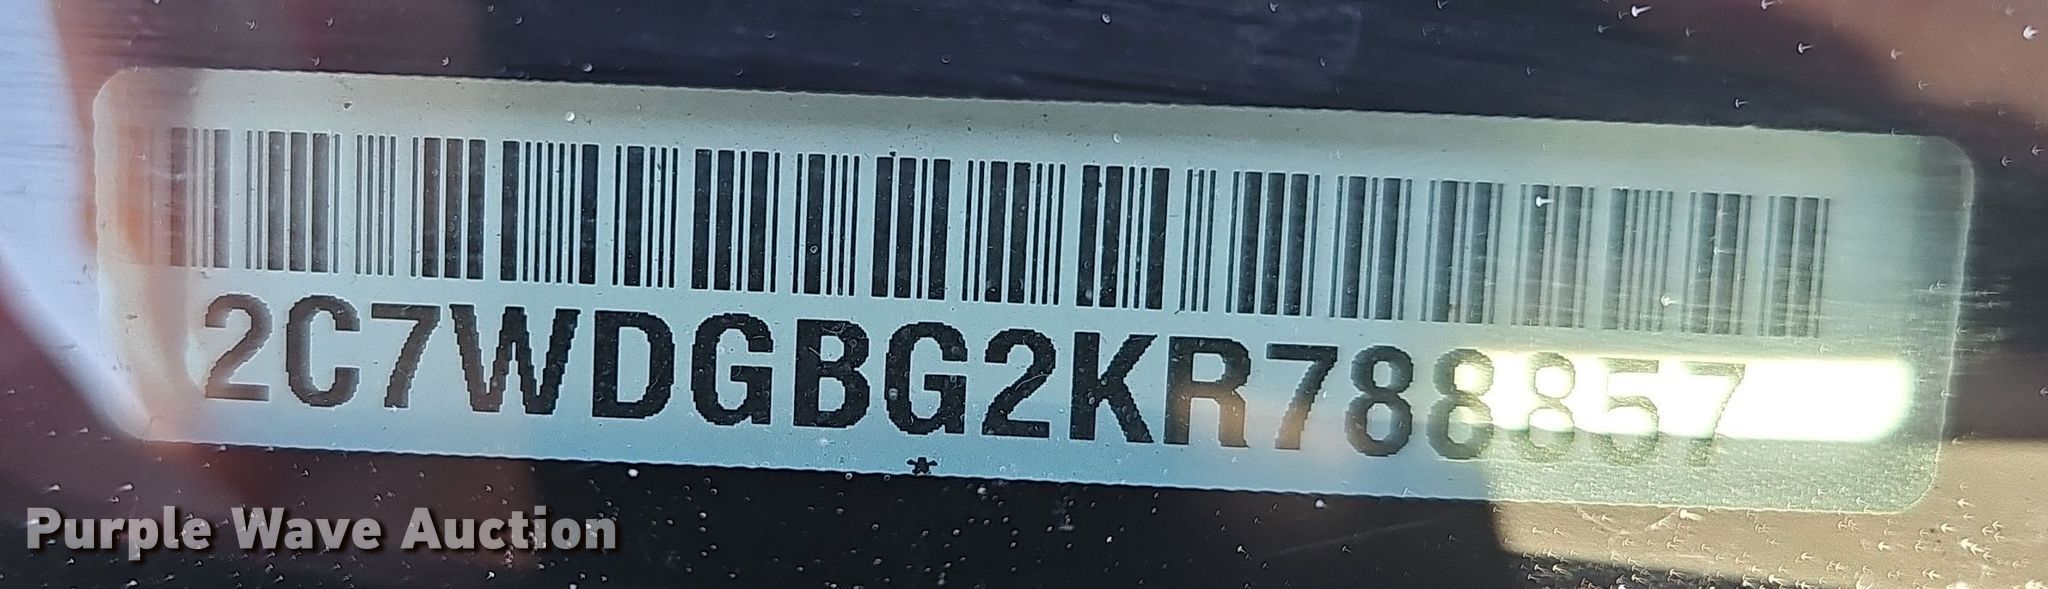 2C7WDGBG2KR788857
Purple Wave Auction